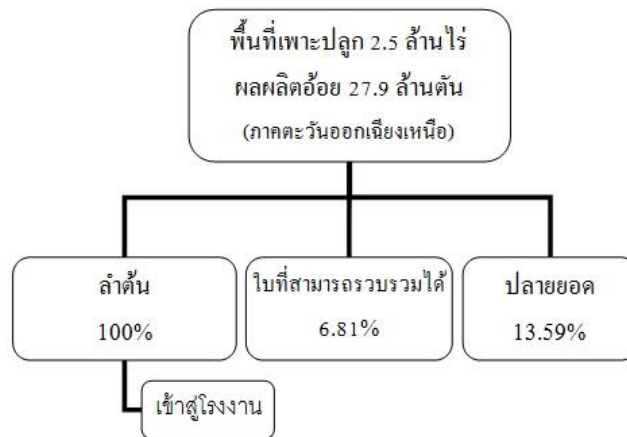 พื้นที่เพาะปลูก 2.5 ล้านไร่
ผลผลิตอ้อย 27.9 ล้านตัน
(ภาคตะวันออกเฉียงเหนือ)
ลำต้น
100%
ใบที่สามารถรวบรวมได้
6.81%
ปลายยอด
13.59%
เข้าสู่โรงงาน